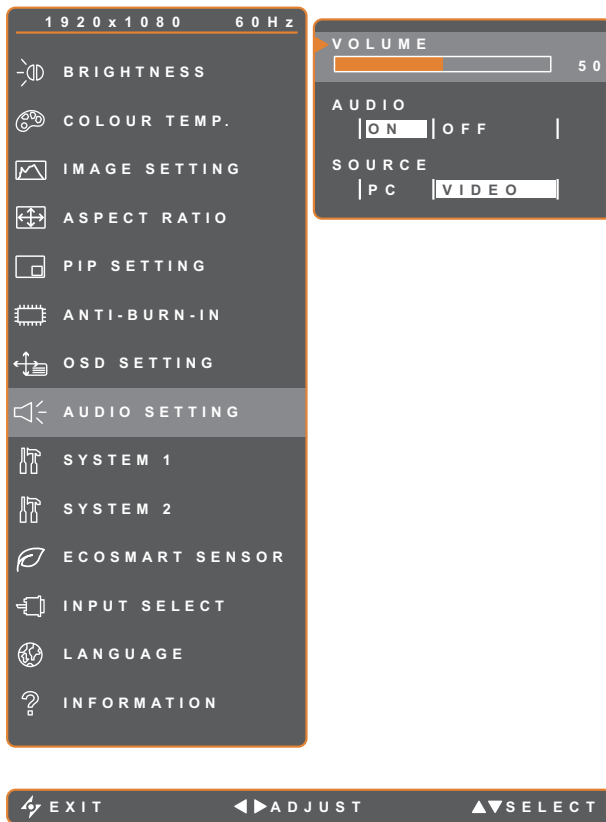 1920x1080 60Hz
BRIGHTNESS
COLOUR TEMP.
IMAGE SETTING
ASPECT RATIO
PIP SETTING
ANTI-BURN-IN
OSD SETTING
AUDIO SETTING
SYSTEM 1
SYSTEM 2
ECOSMART SENSOR
INPUT SELECT
LANGUAGE
INFORMATION
VOLUME
50
AUDIO
ON OFF
SOURCE
PC VIDEO
EXIT ADJUST SELECT